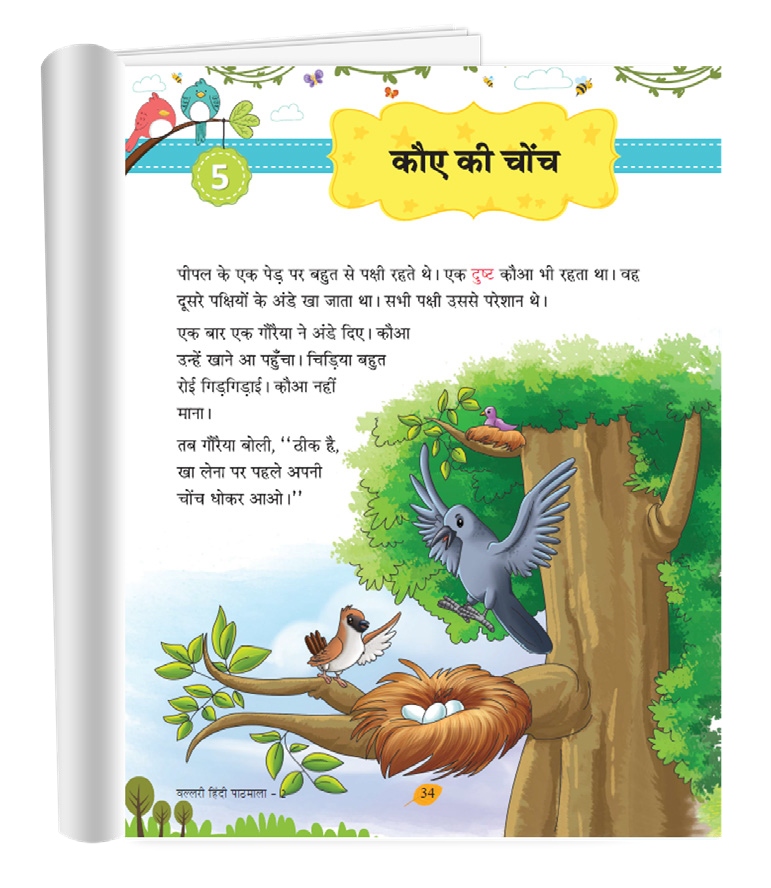 5
कौए की चोंच
पीपल के एक पेड़ पर बहुत से पक्षी रहते थे। एक दुष्ट कौआ भी रहता था। वह
दूसरे पक्षियों के अंडे खा जाता था। सभी पक्षी उससे परेशान थे।
एक बार एक गौरैया ने अंडे दिए। कौआ
उन्हें खाने आ पहुँचा। चिड़िया बहुत
रोई गिड़गिड़ाई। कौआ नहीं
माना।
तब गौरैया बोली, ‘‘ठीक है,
खा लेना पर पहले अपनी
चोंच धोकर आओ।’’
वल्लरी हिंदी पाठमाला - 2
34